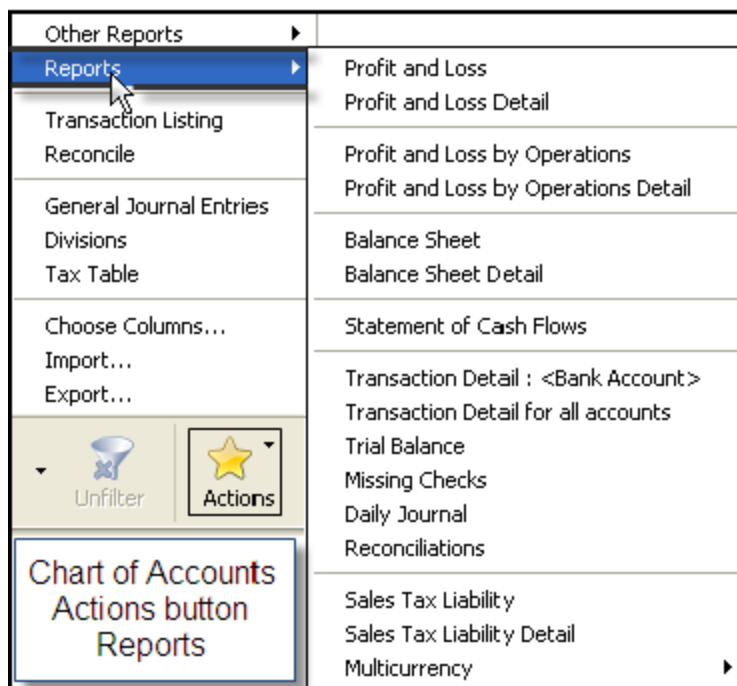 Other Reports
Reports
Transaction Listing
Reconcile
General Journal Entries
Divisions
Tax Table
Choose Columns...
Import...
Export...
Unfilter
Actions
Chart of Accounts
Actions button
Reports
Profit and Loss
Profit and Loss Detail
Profit and Loss by Operations
Profit and Loss by Operations Detail
Balance Sheet
Balance Sheet Detail
Statement of Cash Flows
Transaction Detail : <Bank Account>
Transaction Detail for all accounts
Trial Balance
Missing Checks
Daily Journal
Reconciliations
Sales Tax Liability
Sales Tax Liability Detail
Multicurrency